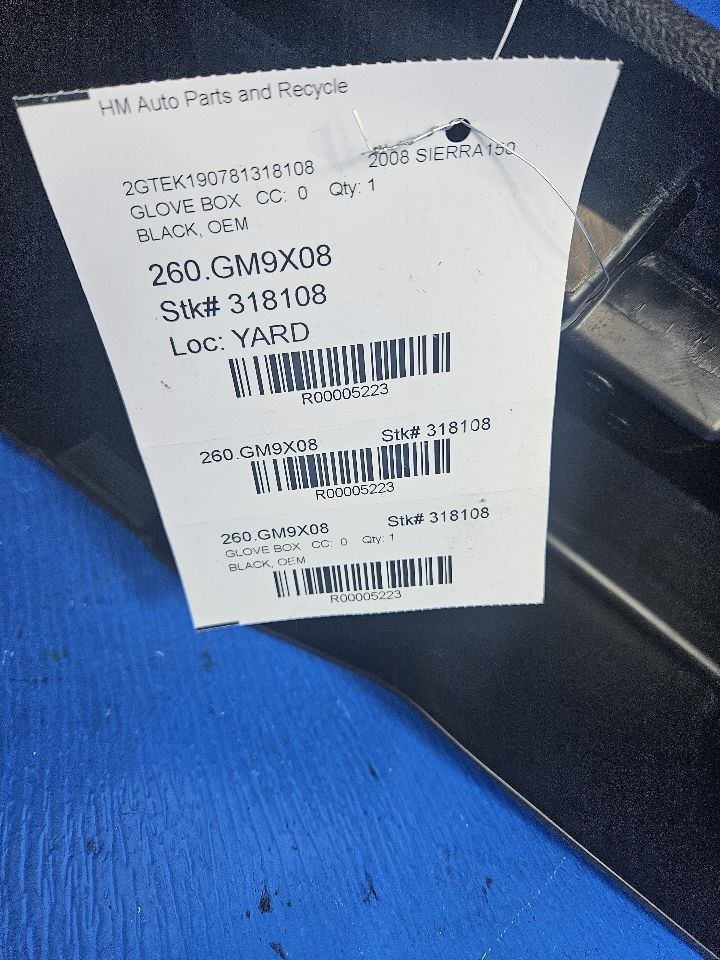 HM Auto Parts and Recycle
2GTEK190781318108 2008 SIERRA150
GLOVE BOX CC: 0 Qty: 1
BLACK, OEM
260.GM9X08
Stk# 318108
Loc: YARD
R00005223
260.GM9X08 Stk# 318108
R00005223
260.GM9X08 Stk# 318108
GLOVE BOX CC: 0 Qty: 1
BLACK, OEM
R00005223